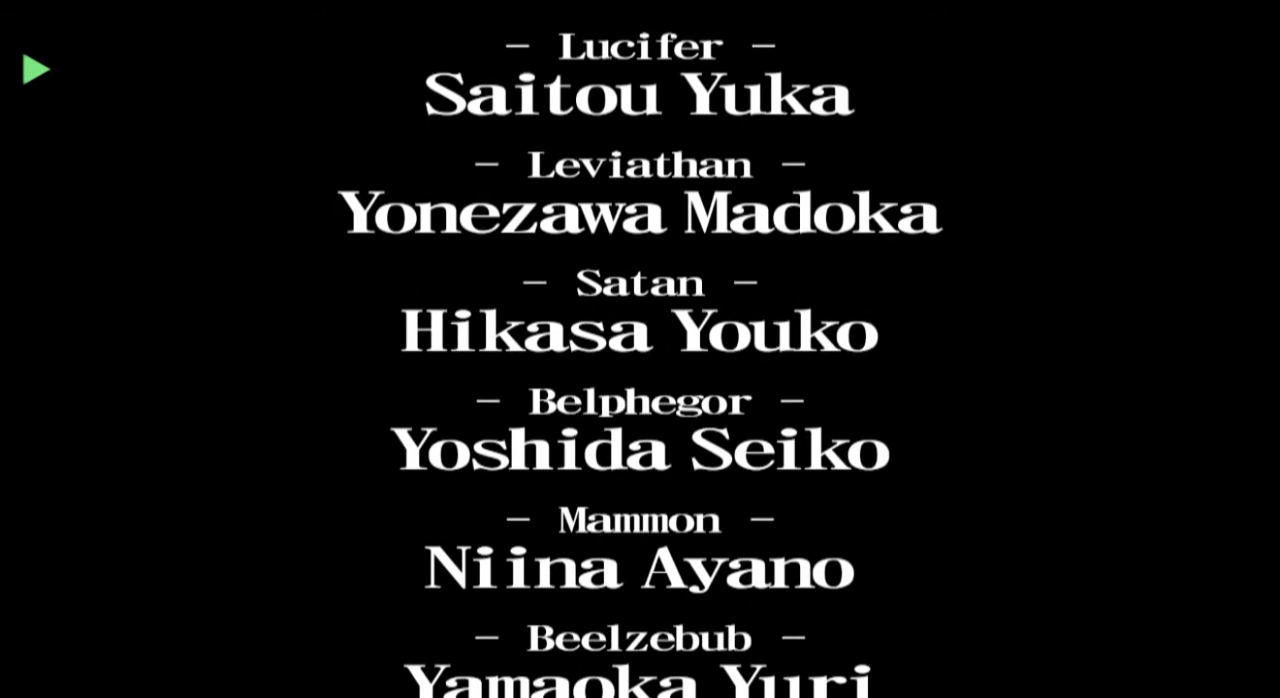 - Lucifer -
Saitou Yuka
- Leviathan -
Yonezawa Madoka
- Satan -
Hikasa Youko
- Belphegor -
Yoshida Seiko
- Mammon -
Niina Ayano
- Beelzebub -
Yamaoka Yuri